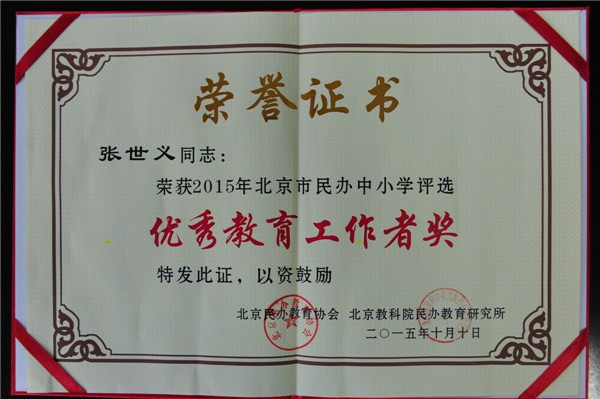 荣誉证书
张世义同志：
荣获2015年北京市民办中小学评选
优秀教育工作者奖
特发此证，以资鼓励
北京民办教育协会 北京教科院民办教育研究所
二〇一五年十月十日